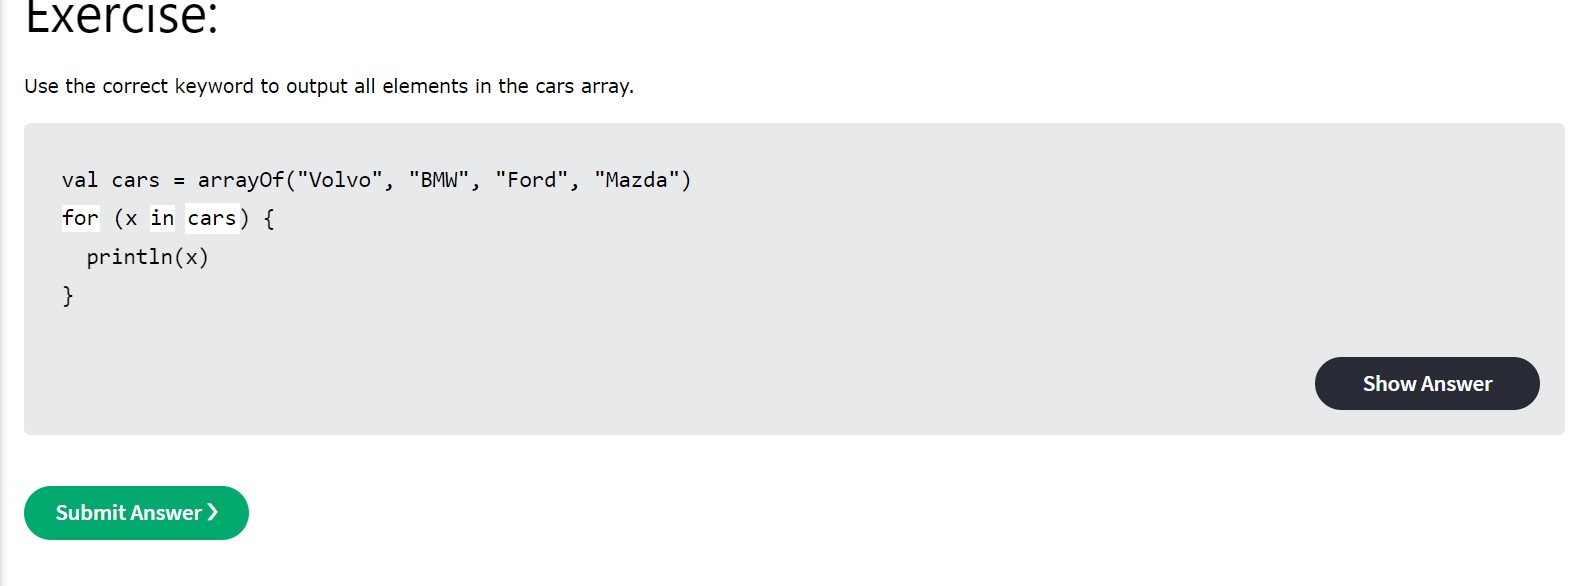 Exercise:
Use the correct keyword to output all elements in the cars array.
val cars = arrayOf("Volvo", "BMW", "Ford", "Mazda")
for (x in cars) {
  println(x)
}
Show Answer
Submit Answer ❯